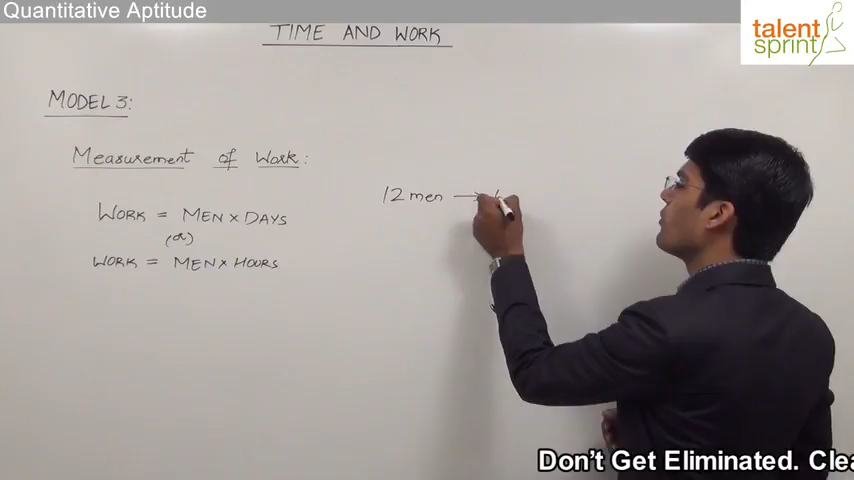 Quantitative Aptitude
talent
sprint
TIME AND WORK
MODEL 3:
Measurement of Work:
12 men →
WORK = MEN × DAYS
(or)
WORK = MEN × HOURS
Don't Get Eliminated. Clea